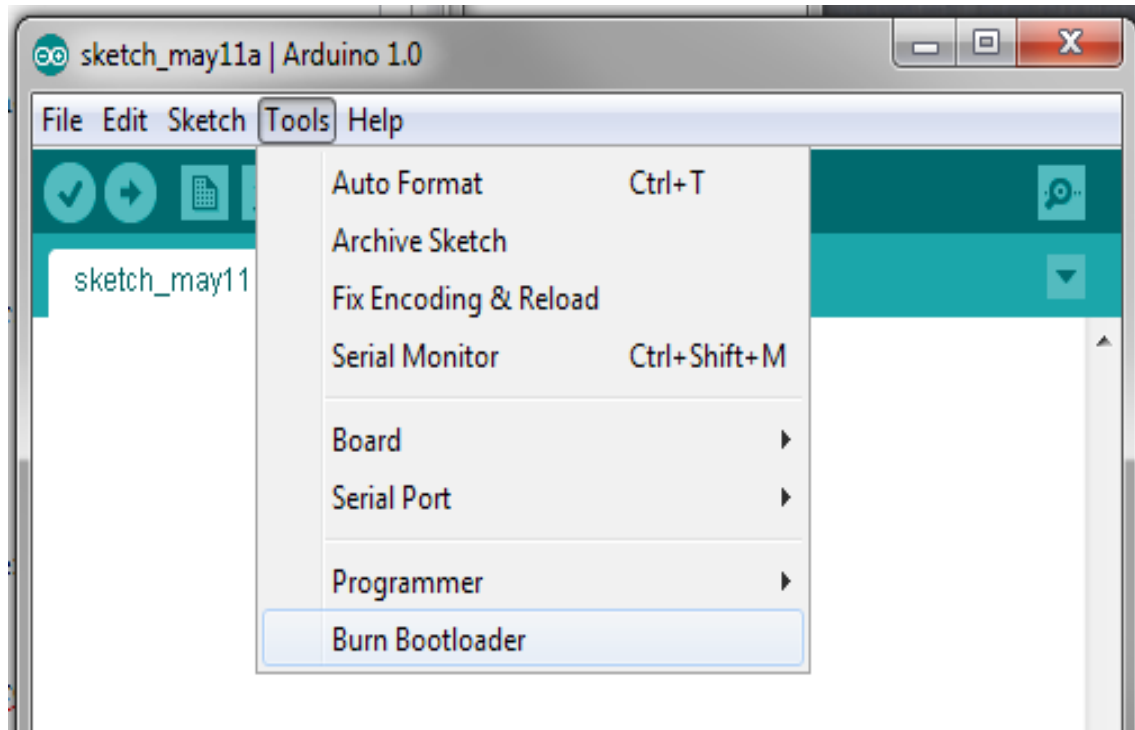 sketch_may11a | Arduino 1.0
File Edit Sketch Tools Help
sketch_may11
Auto Format Ctrl+T
Archive Sketch
Fix Encoding & Reload
Serial Monitor Ctrl+Shift+M
Board
Serial Port
Programmer
Burn Bootloader